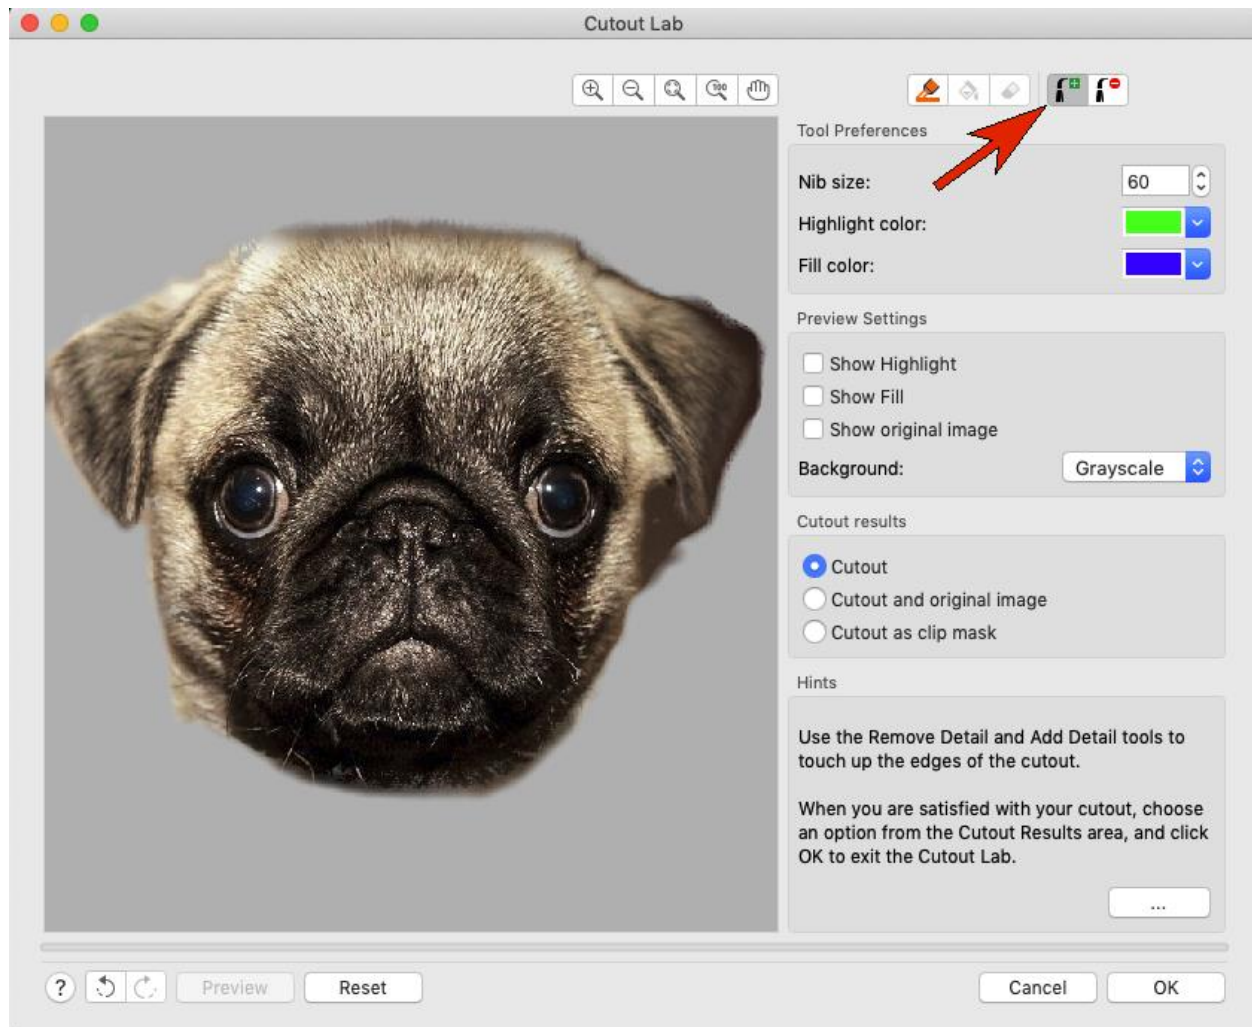 Cutout Lab
100
Tool Preferences
Nib size:
60
Highlight color:
Fill color:
Preview Settings
Show Highlight
Show Fill
Show original image
Background:
Grayscale
Cutout results
Cutout
Cutout and original image
Cutout as clip mask
Hints
Use the Remove Detail and Add Detail tools to
touch up the edges of the cutout.
When you are satisfied with your cutout, choose
an option from the Cutout Results area, and click
OK to exit the Cutout Lab.
...
?
Preview
Reset
Cancel
OK